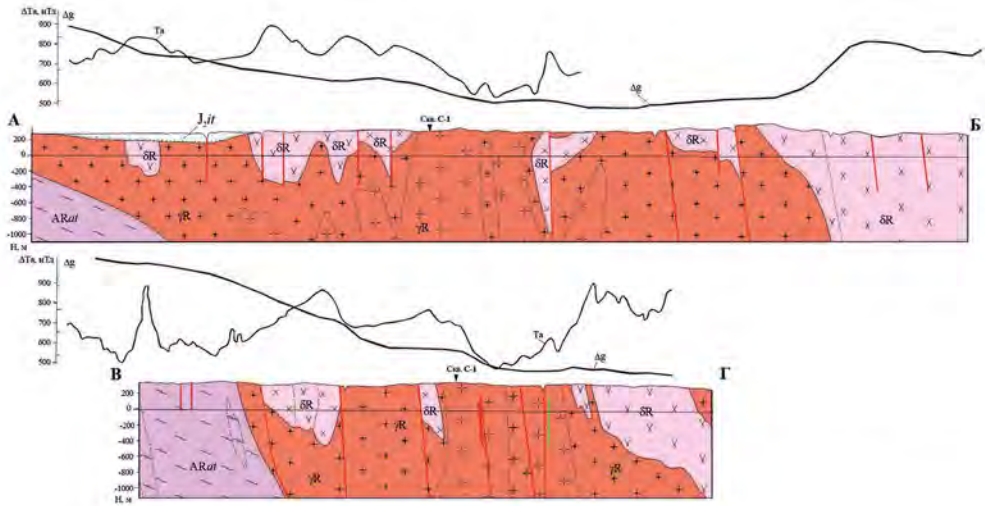 ΔTa, нТл
Δg
900
800
700
600
500
Ta
Δg
А
J₂it
Скв. С-1
Б
200
0
-200
-400
-600
-800
-1000
Н, м
δR
δR
δR
δR
δR
δR
δR
ARat
γR
γR
ΔTa, нТл
Δg
900
800
700
600
500
Ta
Δg
В
Скв. С-1
Г
200
0
-200
-400
-600
-800
-1000
Н, м
δR
δR
δR
δR
ARat
γR
γR
γR